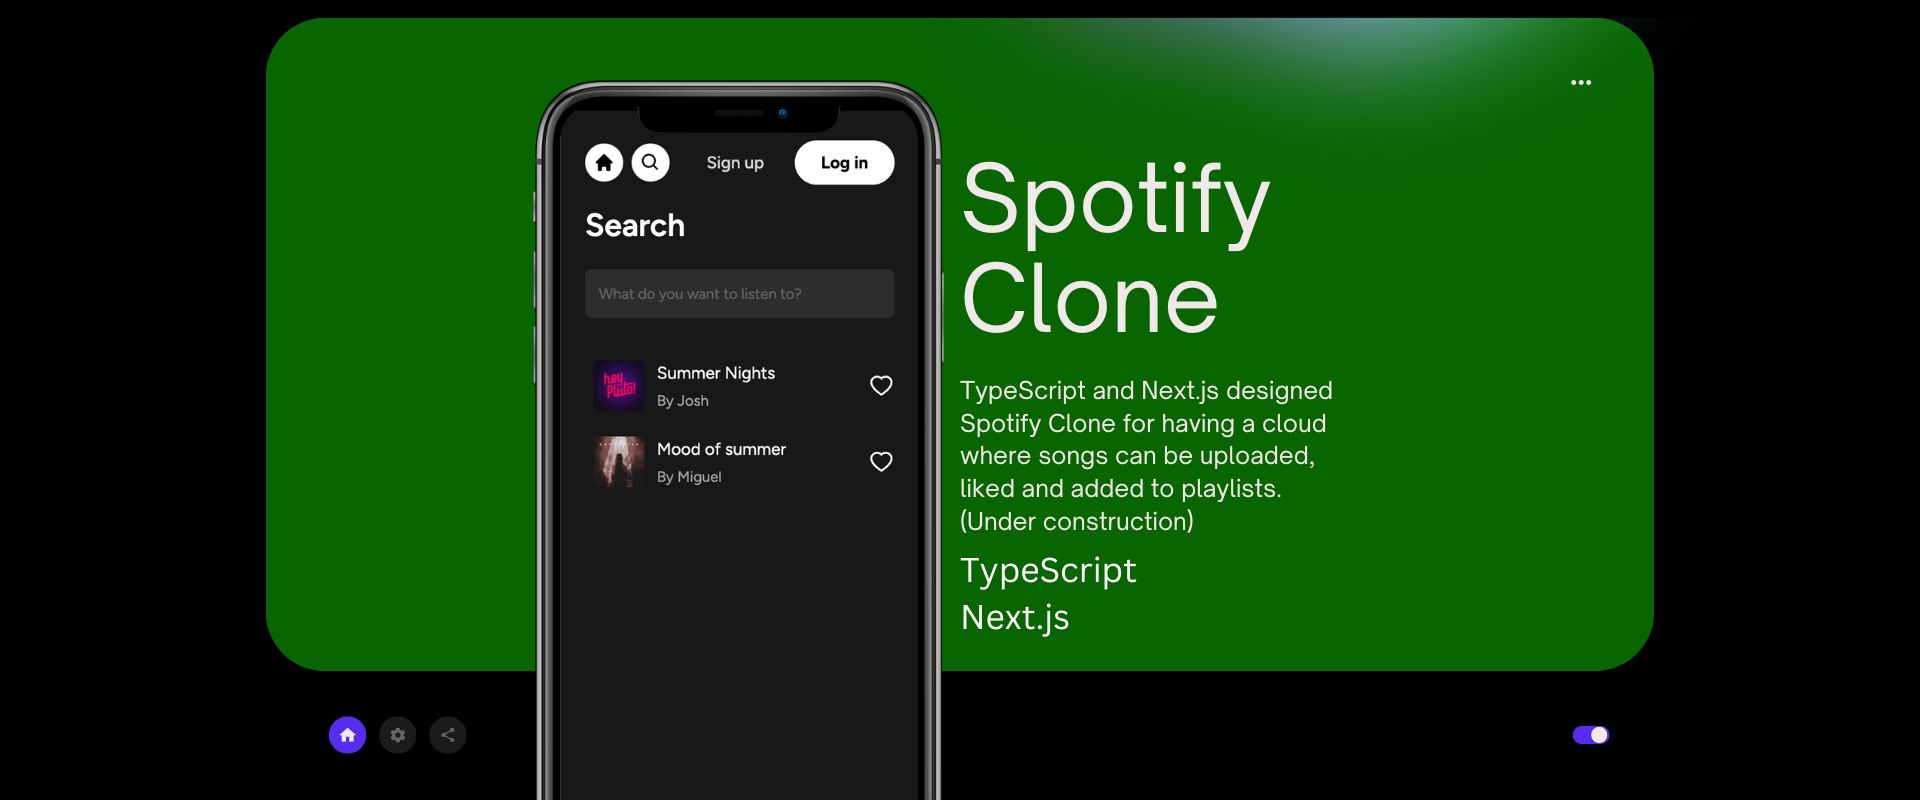 Sign up
Log in
Search
What do you want to listen to?
hey
Pluto!
Summer Nights
By Josh
Mood of summer
By Miguel
Spotify
Clone
TypeScript and Next.js designed
Spotify Clone for having a cloud
where songs can be uploaded,
liked and added to playlists.
(Under construction)
TypeScript
Next.js